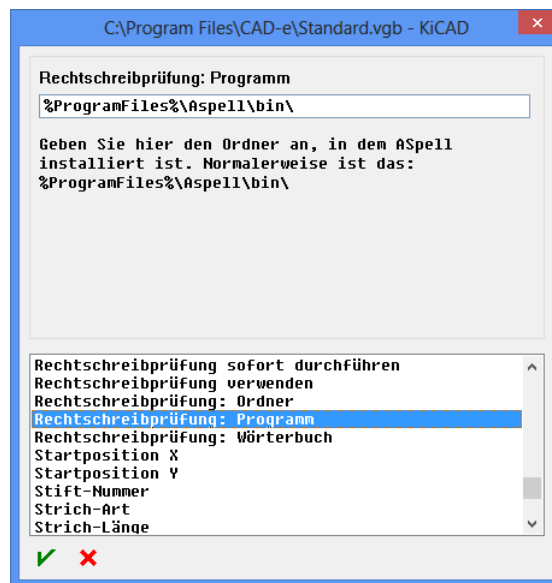 C:\Program Files\CAD-e\Standard.vgb - KiCAD
Rechtschreibprüfung: Programm
%ProgramFiles%\Aspell\bin\
Geben Sie hier den Ordner an, in dem ASpell
installiert ist. Normalerweise ist das:
%ProgramFiles%\Aspell\bin\
Rechtschreibprüfung sofort durchführen
Rechtschreibprüfung verwenden
Rechtschreibprüfung: Ordner
Rechtschreibprüfung: Programm
Rechtschreibprüfung: Wörterbuch
Startposition X
Startposition Y
Stift-Nummer
Strich-Art
Strich-Länge